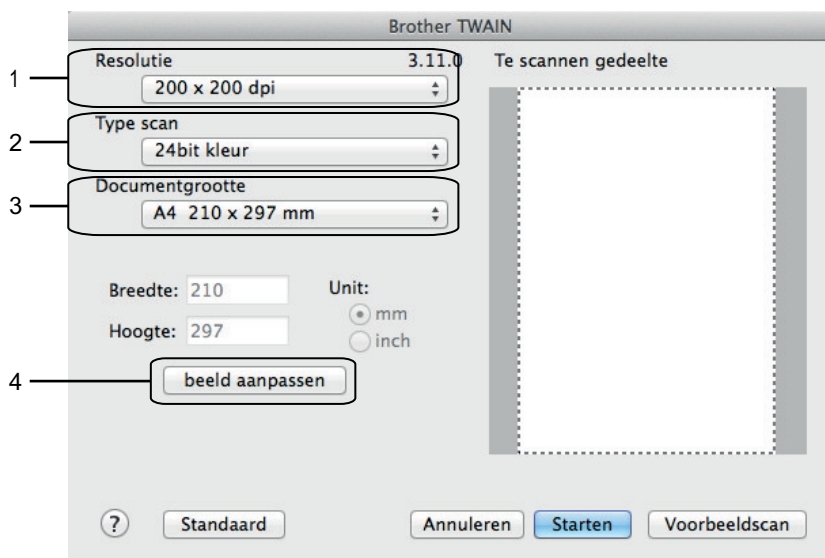 Brother TWAIN
1
Resolutie 3.11.0
200 x 200 dpi
2
Type scan
24bit kleur
3
Documentgrootte
A4 210 x 297 mm
Breedte: 210
Hoogte: 297
Unit:
mm
inch
4
beeld aanpassen
Te scannen gedeelte
?
Standaard
Annuleren
Starten
Voorbeeldscan